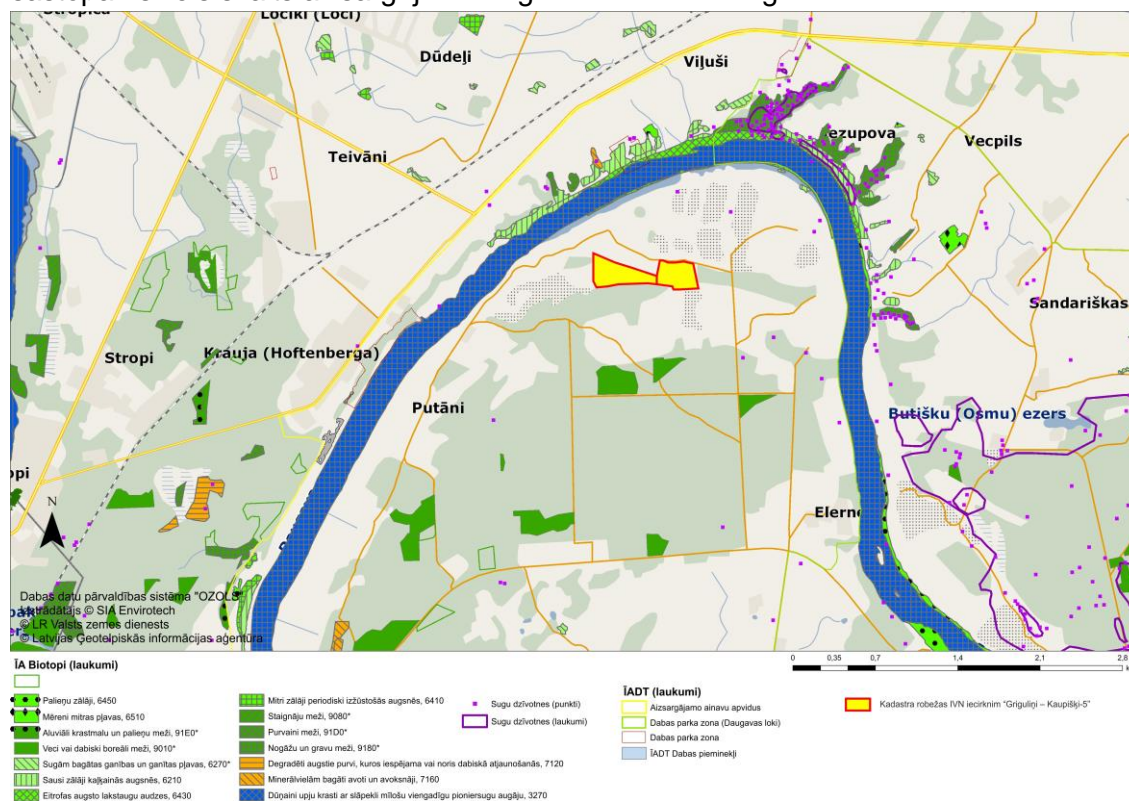 Stropica
Lociki (Loči)
Dūdeļi
Viļuši
Teivāni
Vecpils
Sandariškas
Stropi
Krauja (Hoftenberga)
Putāni
Butišku (Osmu) ezers
Elerne
N
Dabas datu pārvaldības sistēma "OZOLS"
© SIA Envirotech
© LR Valsts zemes dienests
© Latvijas Ģeotelpiskās informācijas aģentūra
0 0,35 0,7 1,4 2,1 2,8
ĪA Biotopi (laukumi)
Palieņu zālāji, 6450
Mēreni mitras pļavas, 6510
Aluviāli krastmalu un palieņu meži, 91E0*
Veci vai dabiski boreāli meži, 9010*
Sugām bagātas ganības un ganītas pļavas, 6270*
Sausi zālāji kaļķainās augsnēs, 6210
Eitrofas augsto lakstaugu audzes, 6430
Mitri zālāji periodiski izžūstošās augsnēs, 6410
Staignāju meži, 9080*
Purvaini meži, 91D0*
Nogāžu un gravu meži, 9180*
Degradēti augstie purvi, kuros iespējama vai noris dabiskā atjaunošanās, 7120
Minerālvielām bagāti avoti un avoksnāji, 7160
Dūņaini upju krasti ar slāpekli mīlošu viengadīgu pioniersugu augāju, 3270
Sugu dzīvotnes (punkti)
Sugu dzīvotnes (laukumi)
ĪADT (laukumi)
Aizsargājamo ainavu apvidus
Dabas parka zona (Daugavas loki)
Dabas parka zona
ĪADT Dabas pieminekļi
Kadastra robežas IVN iecirknim "Griguliņi – Kaupišķi-5"